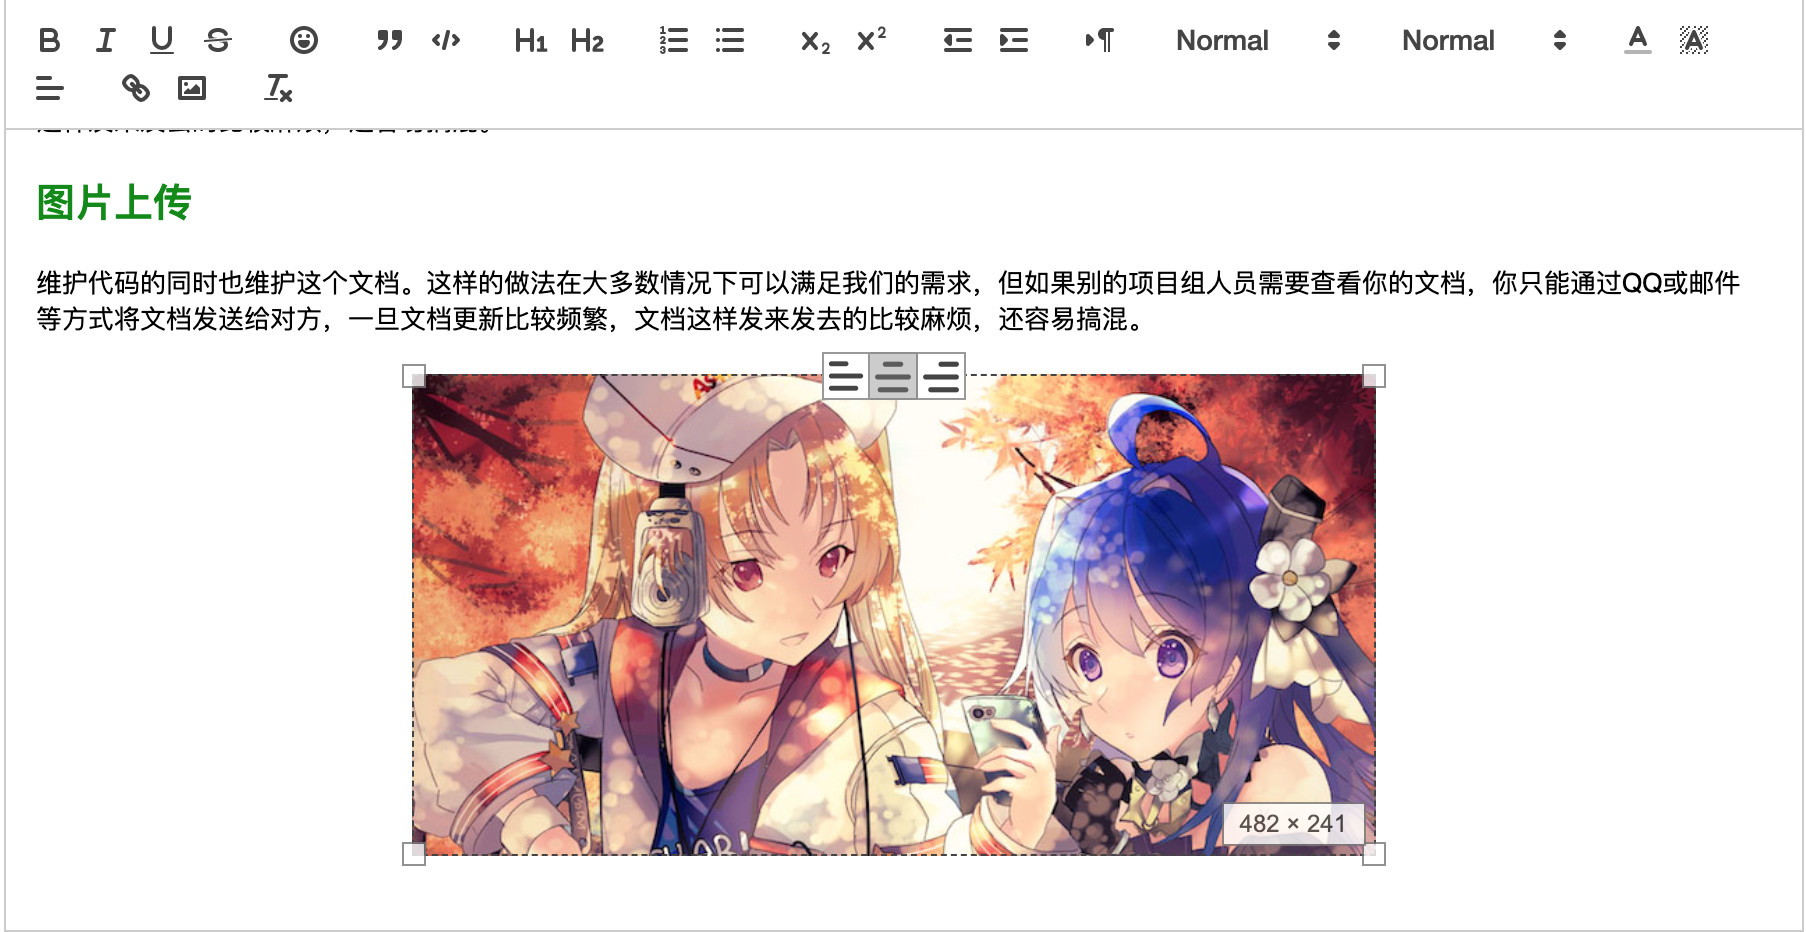 B I U S H1 H2 x₂ x² Normal Normal A A
Tx
图片上传
维护代码的同时也维护这个文档。这样的做法在大多数情况下可以满足我们的需求，但如果别的项目组人员需要查看你的文档，你只能通过QQ或邮件
等方式将文档发送给对方，一旦文档更新比较频繁，文档这样发来发去的比较麻烦，还容易搞混。
482 × 241